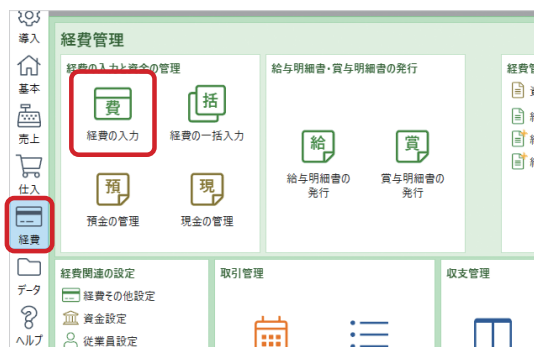 導入
基本
売上
仕入
経費
データ
ヘルプ
経費管理
経費の入力と資金の管理
費
経費の入力
括
経費の一括入力
預
預金の管理
現
現金の管理
給与明細書・賞与明細書の発行
給
給与明細書の
発行
賞
賞与明細書の
発行
経費関連の設定
経費その他設定
資金設定
従業員設定
取引管理
収支管理